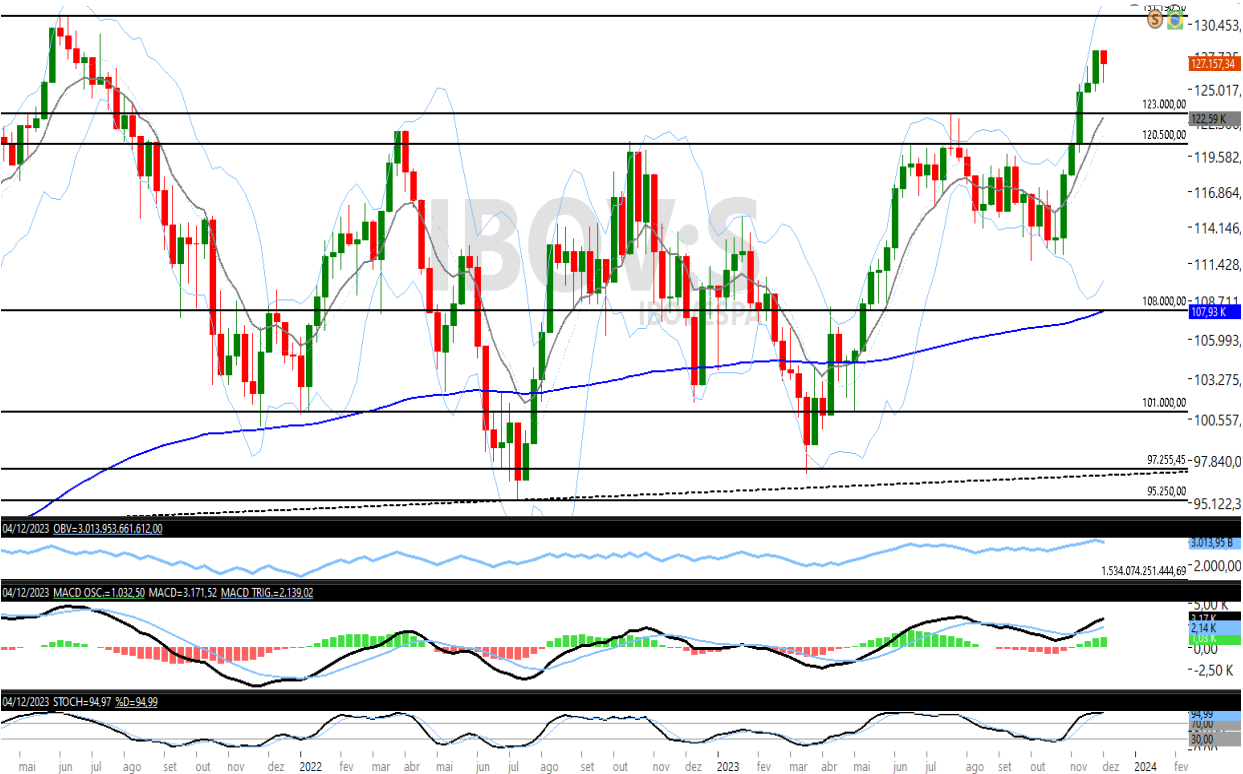 130.453,
127.157,34
125.017,
123.000,00
122,59 K
120.500,00
119.582,
116.864,
114.146,
IBOV:S
111.428,
108.711
108.000,00
107,93 K
105.993,
103.275,
101.000,00
100.557,
97.255,45
97.840,0
95.250,00
95.122,3
04/12/2023 OBV=3.013.953.661.612,00
3.013,95 B
2.000,00
1.534.074.251.444,69
04/12/2023 MACD OSC.=1.032,50 MACD=3.171,52 MACD TRIG.=2.139,02
5,00 K
3,17 K
2,14 K
1,03 K
0,00
-2,50 K
04/12/2023 STOCH=94,97 %D=94,99
94,99
70,00
30,00
mai jun jul ago set out nov dez 2022 fev mar abr mai jun jul ago set out nov dez 2023 fev mar abr mai jun jul ago set out nov dez 2024 fev